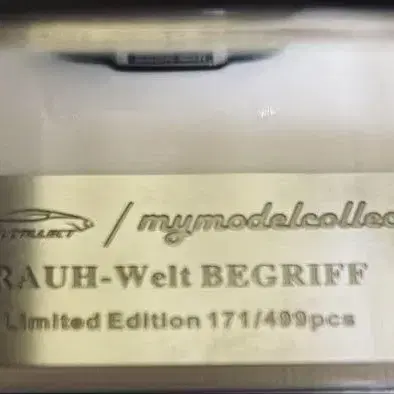 / mymodelcollec
RAUH-Welt BEGRIFF
Limited Edition 171/499pcs